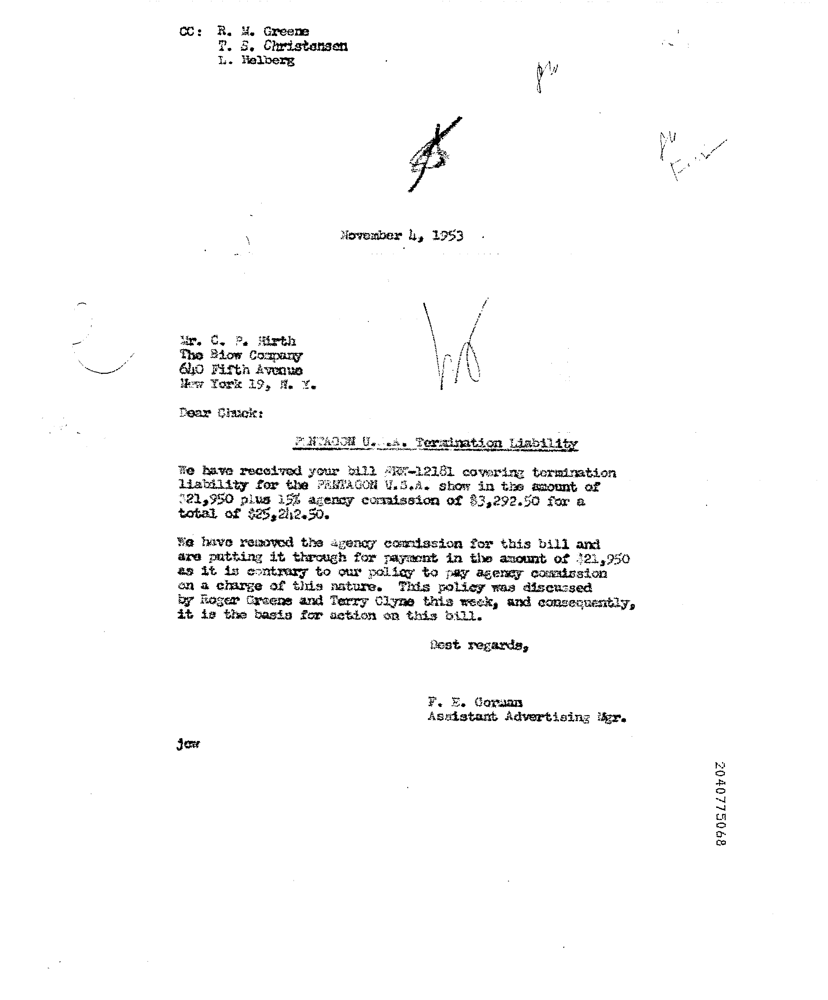 CC: R. M. Greene
T. S. Christensen
L. Helberg
November 4, 1953
Mr. C. P. Hirth
The Biow Company
640 Fifth Avenue
New York 19, N. Y.
Dear Chuck:
PENTAGON U.S.A. Termination Liability
We have received your bill covering termination
liability for the PENTAGON U.S.A. show in the amount of
$21,950 plus 15% agency commission of $3,292.50 for a
total of $25,242.50.
We have removed the agency commission for this bill and
are putting it through for payment in the amount of $21,950
as it is contrary to our policy to pay agency commission
on a charge of this nature. This policy was discussed
by Roger Greene and Terry Clyne this week, and consequently,
it is the basis for action on this bill.
Best regards,
F. E. Gorman
Assistant Advertising Mgr.
jcw
2040775068